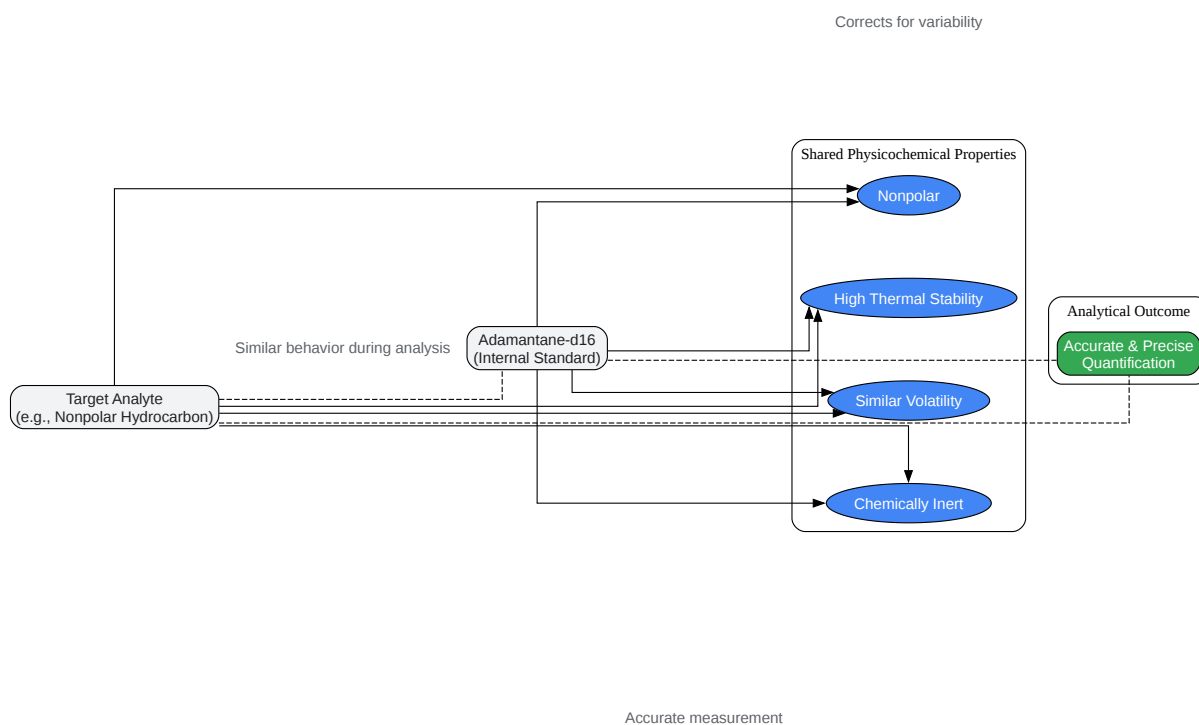 Corrects for variability
Shared Physicochemical Properties
Nonpolar
High Thermal Stability
Analytical Outcome
Accurate & Precise
Quantification
Similar behavior during analysis
Adamantane-d16
(Internal Standard)
Target Analyte
(e.g., Nonpolar Hydrocarbon)
Similar Volatility
Chemically Inert
Accurate measurement